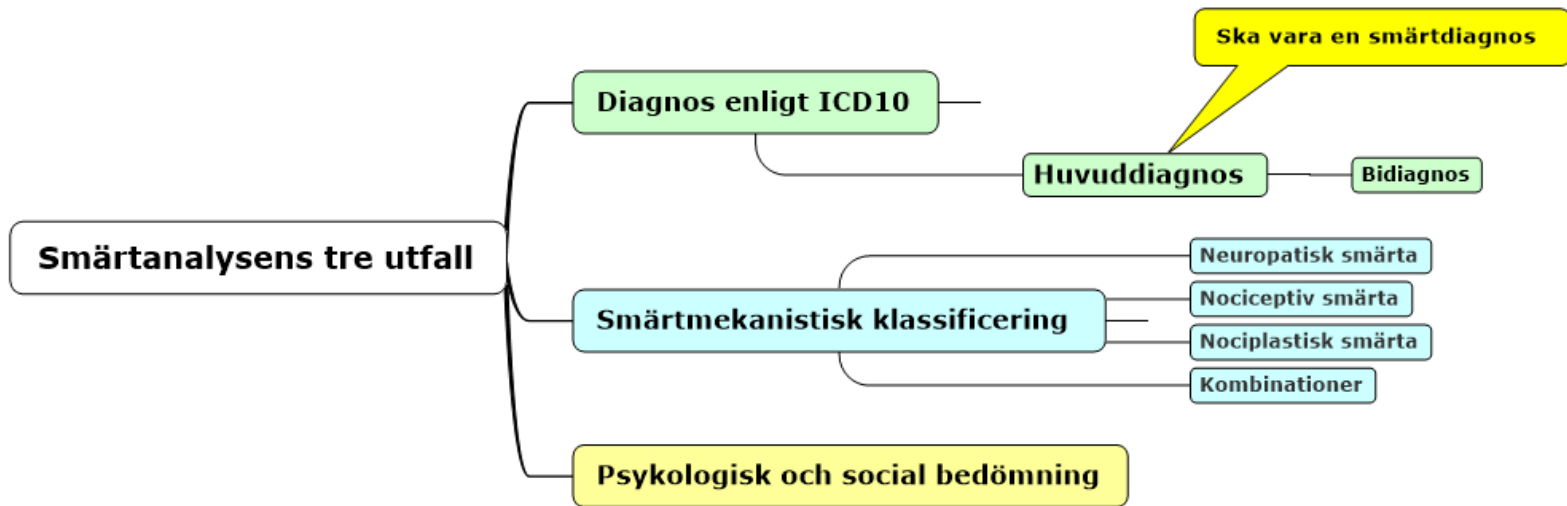 Ska vara en smärtdiagnos
Diagnos enligt ICD10
Huvuddiagnos
Bidiagnos
Smärtanalysens tre utfall
Smärtmekanistisk klassificering
Neuropatisk smärta
Nociceptiv smärta
Nociplastisk smärta
Kombinationer
Psykologisk och social bedömning